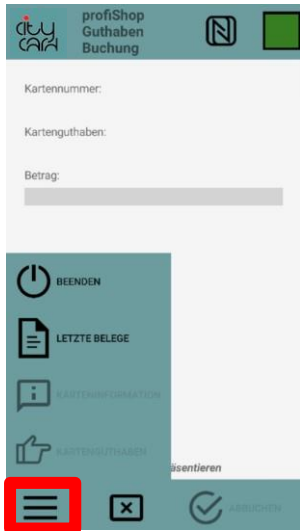 city card
profiShop
Guthaben
Buchung
Kartennummer:
Kartenguthaben:
Betrag:
BEENDEN
LETZTE BELEGE
KARTENINFORMATION
KARTENGUTHABEN
äsentieren
ABBUCHEN